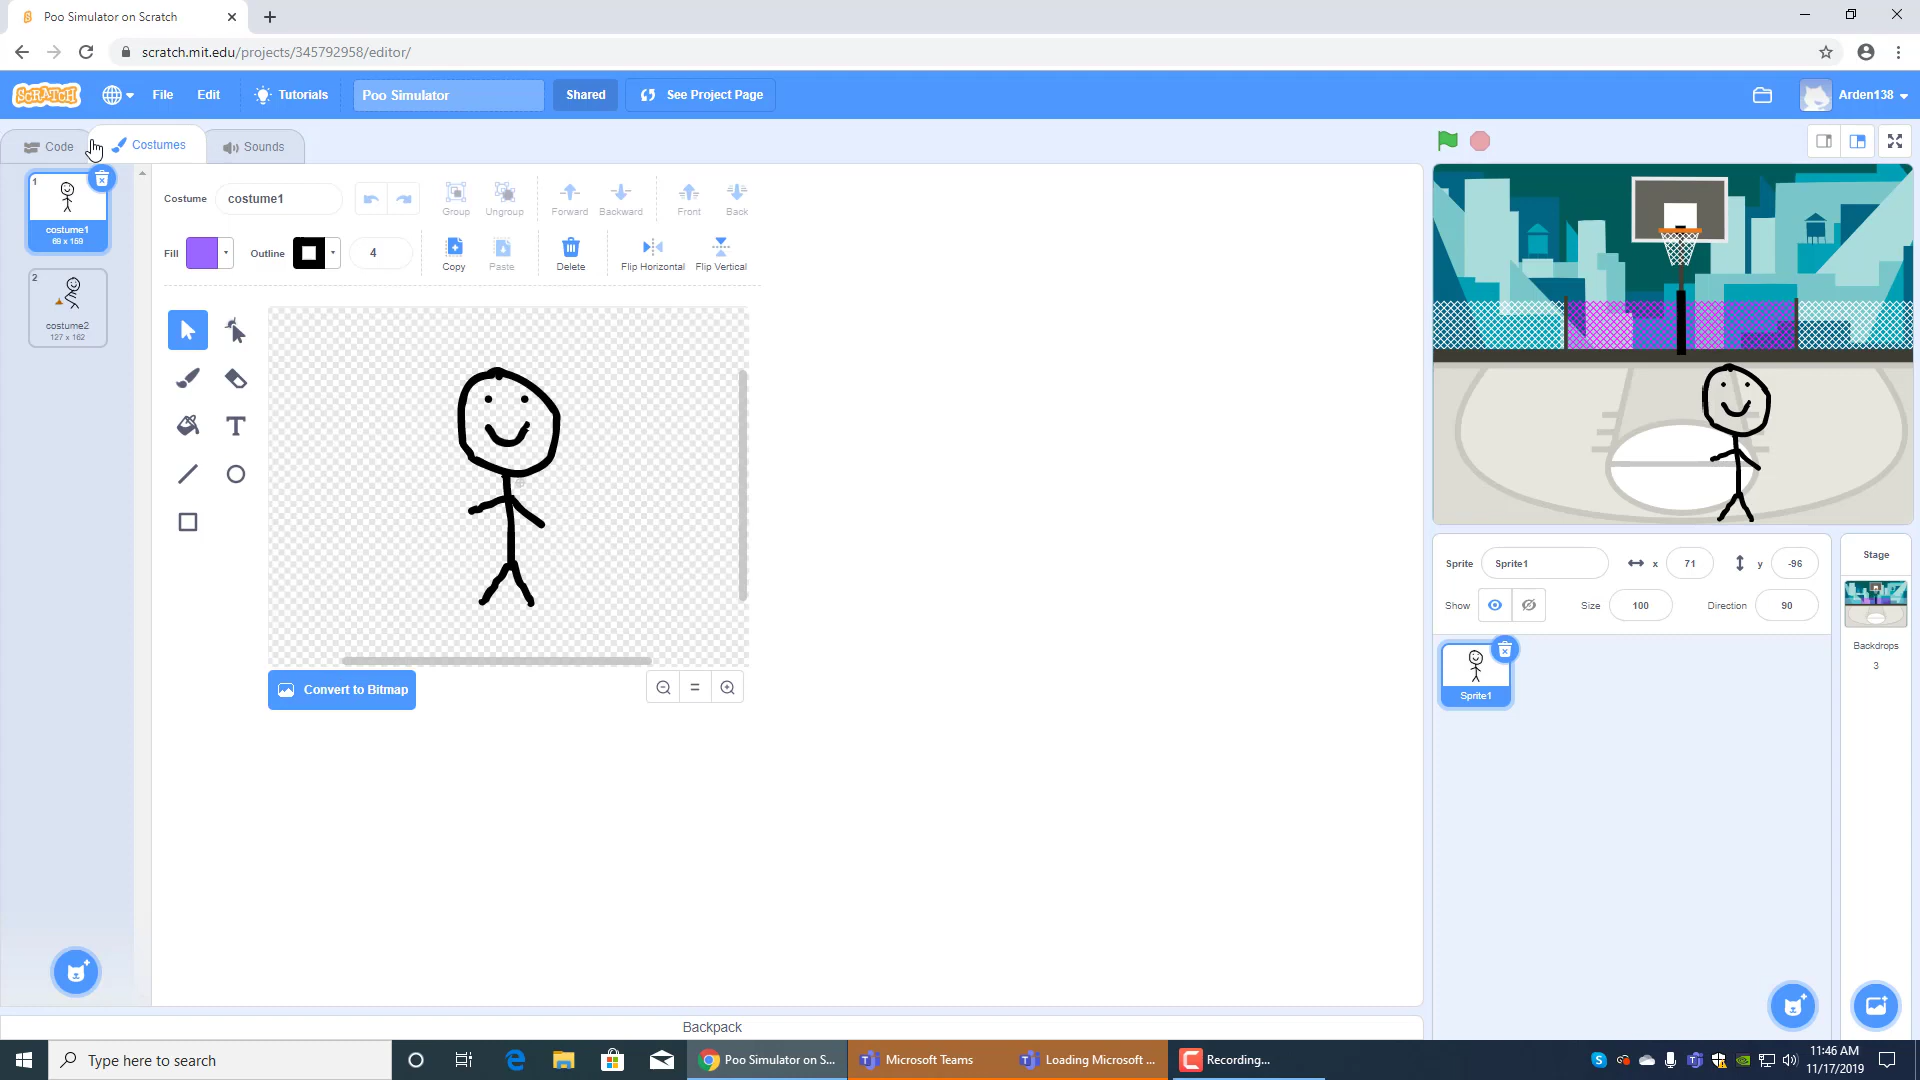 Poo Simulator on Scratch
scratch.mit.edu/projects/345792958/editor/
SCRATCH File Edit Tutorials Poo Simulator Shared See Project Page Arden138
Code Costumes Sounds
1
costume1
69 x 159
2
costume2
127 x 162
Costume costume1 Group Ungroup Forward Backward Front Back
Fill Outline 4 Copy Paste Delete Flip Horizontal Flip Vertical
T
Convert to Bitmap
Sprite Sprite1 x 71 y -96
Show Size 100 Direction 90
Sprite1
Stage
Backdrops
3
Backpack
Type here to search
Poo Simulator on S...
Microsoft Teams
Loading Microsoft ...
Recording...
11:46 AM
11/17/2019